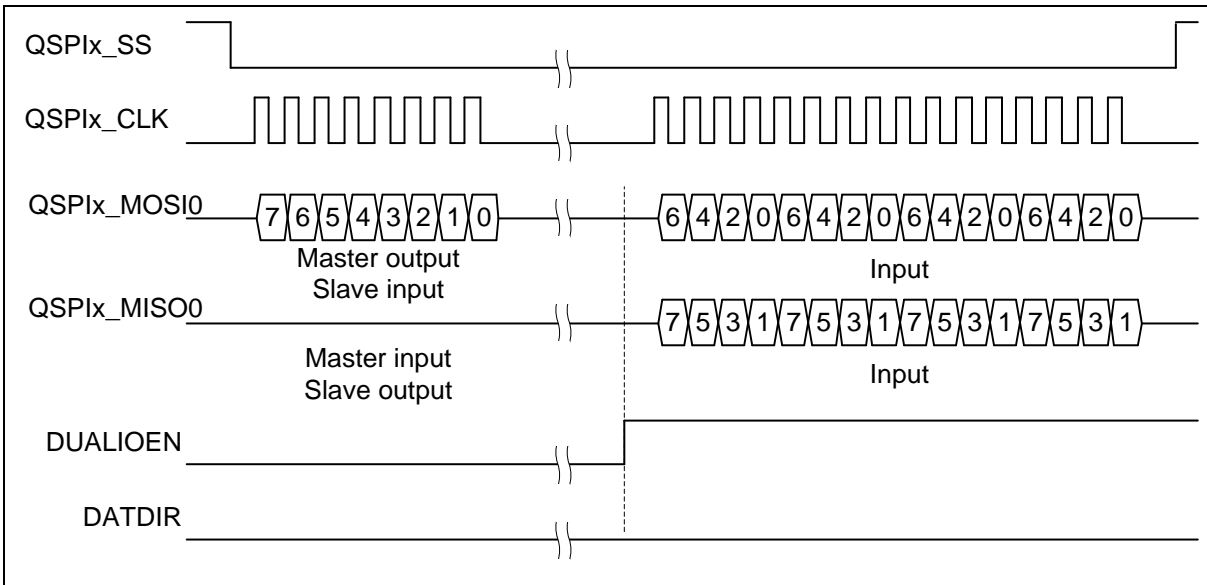 QSPIx_SS
QSPIx_CLK
QSPIx_MOSI0
7 6 5 4 3 2 1 0
6 4 2 0 6 4 2 0 6 4 2 0 6 4 2 0
Master output
Slave input
Input
QSPIx_MISO0
7 5 3 1 7 5 3 1 7 5 3 1 7 5 3 1
Master input
Slave output
Input
DUALIOEN
DATDIR